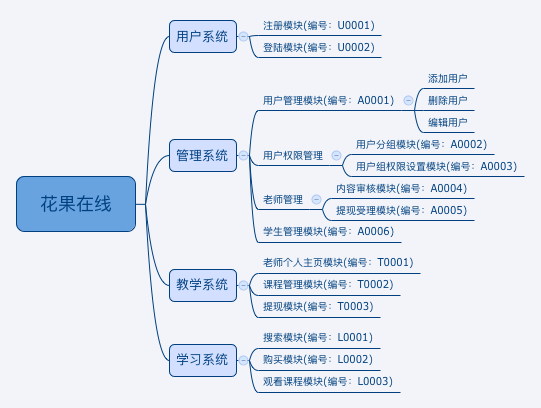 花果在线
用户系统
注册模块(编号：U0001)
登陆模块(编号：U0002)
管理系统
用户管理模块(编号：A0001)
添加用户
删除用户
编辑用户
用户权限管理
用户分组模块(编号：A0002)
用户组权限设置模块(编号：A0003)
老师管理
内容审核模块(编号：A0004)
提现受理模块(编号：A0005)
学生管理模块(编号：A0006)
教学系统
老师个人主页模块(编号：T0001)
课程管理模块(编号：T0002)
提现模块(编号：T0003)
学习系统
搜索模块(编号：L0001)
购买模块(编号：L0002)
观看课程模块(编号：L0003)